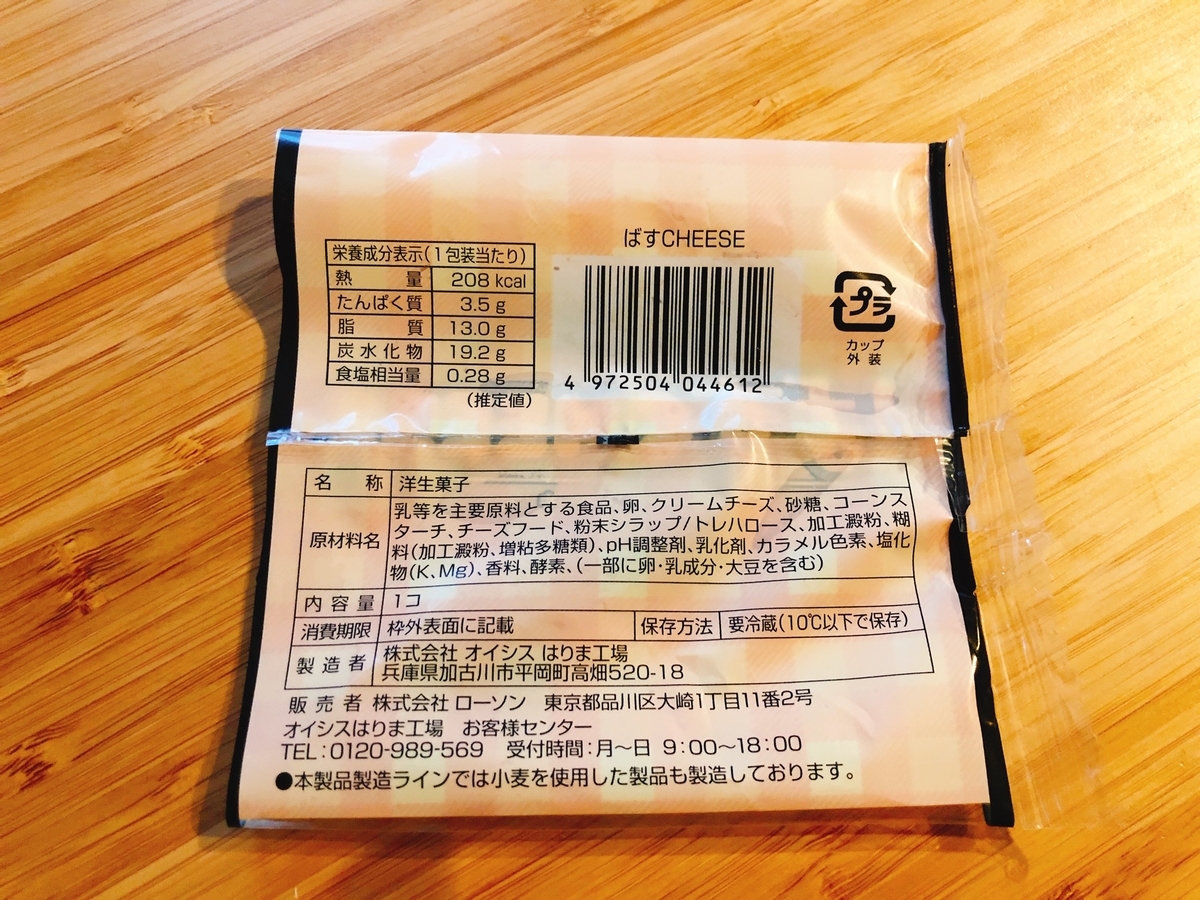 ばすCHEESE
栄養成分表示(1包装当たり)
熱量 208 kcal
たんぱく質 3.5 g
脂質 13.0 g
炭水化物 19.2 g
食塩相当量 0.28 g
(推定値)
4 972504 044612
プラ
カップ
外装
名称 洋生菓子
原材料名 乳等を主要原料とする食品、卵、クリームチーズ、砂糖、コーンス
ターチ、チーズフード、粉末シラップ/トレハロース、加工澱粉、糊
料(加工澱粉、増粘多糖類)、pH調整剤、乳化剤、カラメル色素、塩化
物(K、Mg)、香料、酵素、(一部に卵・乳成分・大豆を含む)
内容量 1コ
消費期限 枠外表面に記載 保存方法 要冷蔵(10℃以下で保存)
製造者 株式会社 オイシス はりま工場
兵庫県加古川市平岡町高畑520-18
販売者 株式会社 ローソン 東京都品川区大崎1丁目11番2号
オイシスはりま工場 お客様センター
TEL:0120-989-569 受付時間:月～日 9:00～18:00
●本製品製造ラインでは小麦を使用した製品も製造しております。